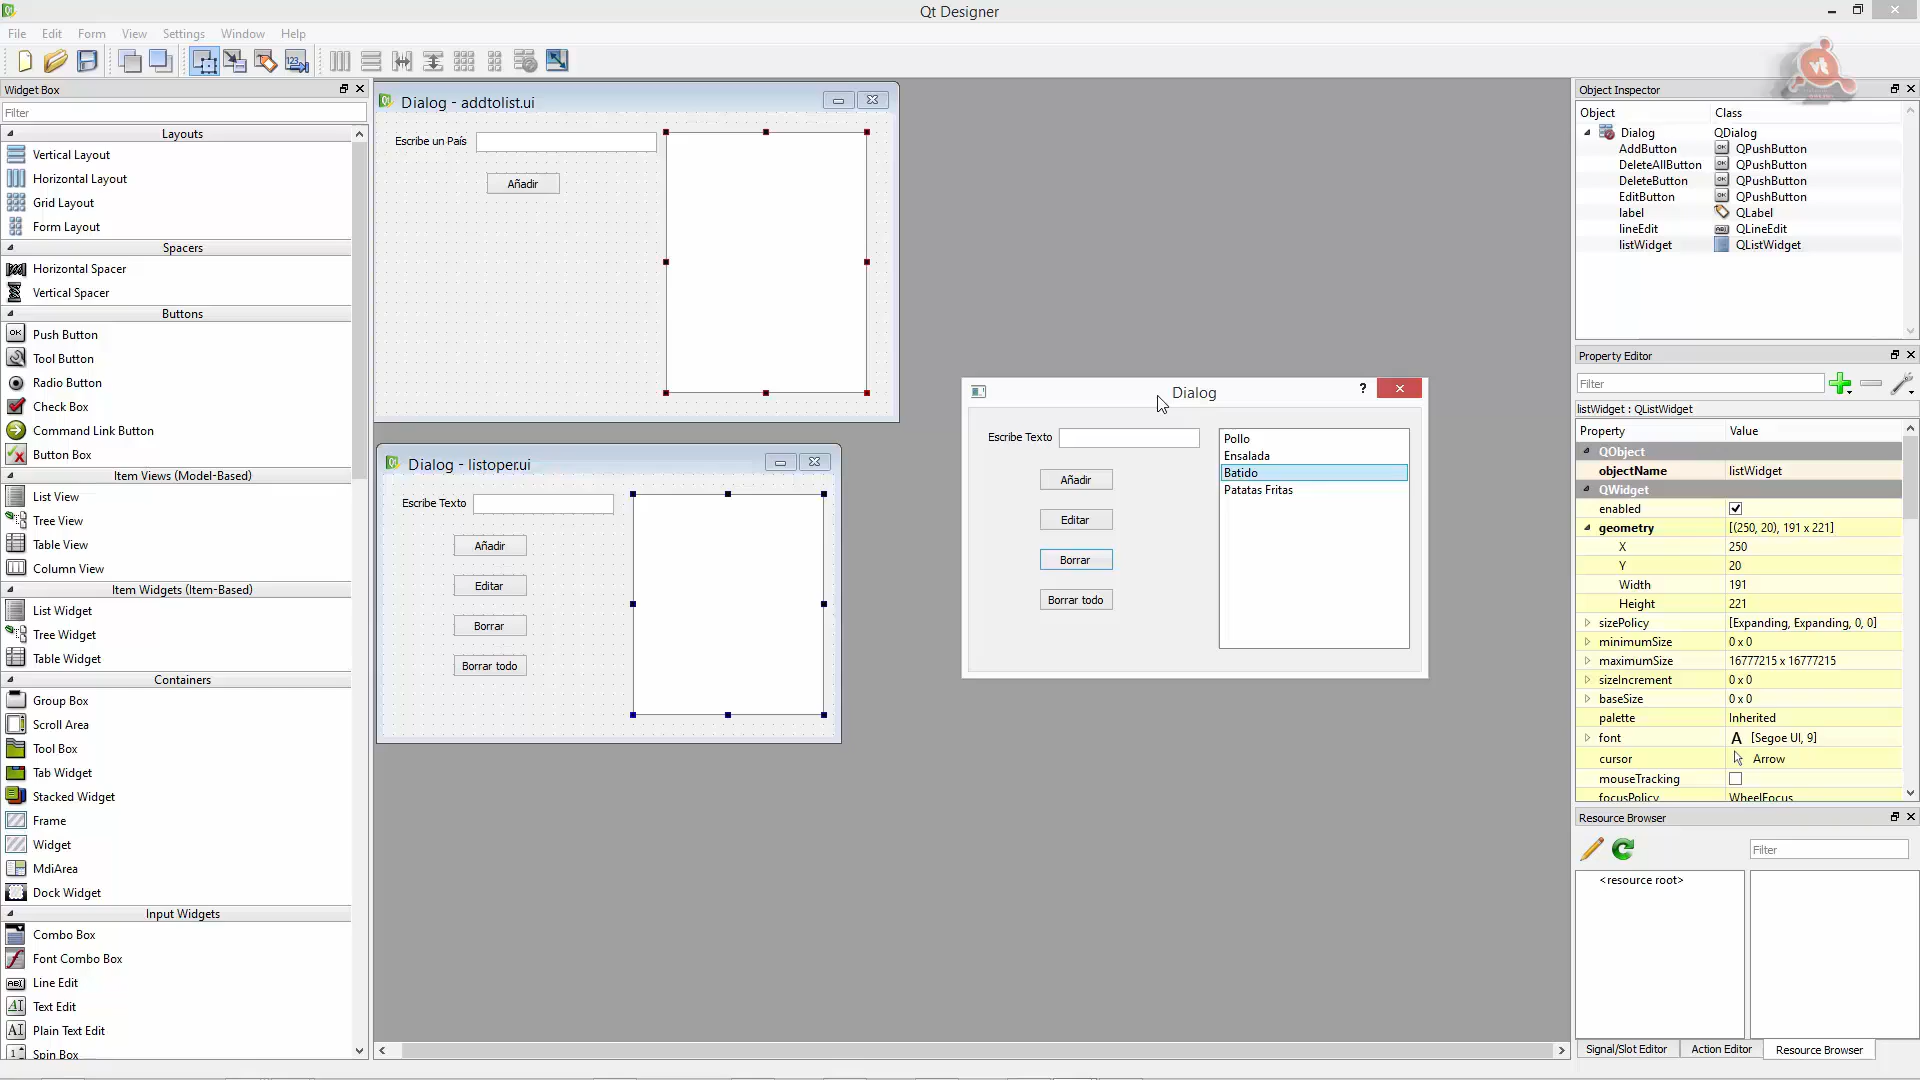 Qt Designer
File Edit Form View Settings Window Help
Widget Box
Filter
Layouts
Vertical Layout
Horizontal Layout
Grid Layout
Form Layout
Spacers
Horizontal Spacer
Vertical Spacer
Buttons
Push Button
Tool Button
Radio Button
Check Box
Command Link Button
Button Box
Item Views (Model-Based)
List View
Tree View
Table View
Column View
Item Widgets (Item-Based)
List Widget
Tree Widget
Table Widget
Containers
Group Box
Scroll Area
Tool Box
Tab Widget
Stacked Widget
Frame
Widget
MdiArea
Dock Widget
Input Widgets
Combo Box
Font Combo Box
Line Edit
Text Edit
Plain Text Edit
Spin Box
Dialog - addtolist.ui
Escribe un País
Añadir
Dialog - listoper.ui
Escribe Texto
Añadir
Editar
Borrar
Borrar todo
Dialog
?
Escribe Texto
Añadir
Editar
Borrar
Borrar todo
Pollo
Ensalada
Batido
Patatas Fritas
Object Inspector
Object Class
Dialog QDialog
AddButton QPushButton
DeleteAllButton QPushButton
DeleteButton QPushButton
EditButton QPushButton
label QLabel
lineEdit QLineEdit
listWidget QListWidget
Property Editor
Filter
listWidget : QListWidget
Property Value
QObject
objectName listWidget
QWidget
enabled
geometry [(250, 20), 191 x 221]
X 250
Y 20
Width 191
Height 221
sizePolicy [Expanding, Expanding, 0, 0]
minimumSize 0 x 0
maximumSize 16777215 x 16777215
sizeIncrement 0 x 0
baseSize 0 x 0
palette Inherited
font A [Segoe UI, 9]
cursor Arrow
mouseTracking
focusPolicy WheelFocus
Resource Browser
Filter
<resource root>
Signal/Slot Editor Action Editor Resource Browser